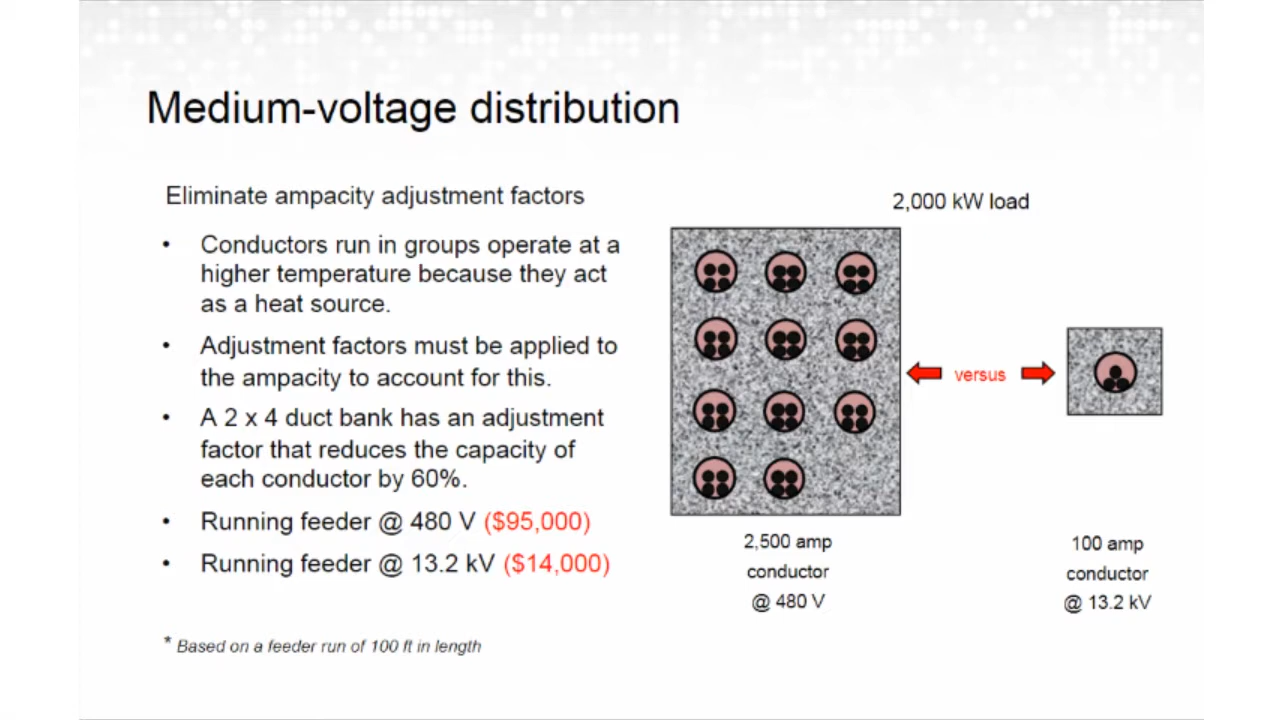 Medium-voltage distribution
Eliminate ampacity adjustment factors
• Conductors run in groups operate at a
higher temperature because they act
as a heat source.
• Adjustment factors must be applied to
the ampacity to account for this.
• A 2 x 4 duct bank has an adjustment
factor that reduces the capacity of
each conductor by 60%.
• Running feeder @ 480 V ($95,000)
• Running feeder @ 13.2 kV ($14,000)
* Based on a feeder run of 100 ft in length
2,000 kW load
versus
2,500 amp
conductor
@ 480 V
100 amp
conductor
@ 13.2 kV